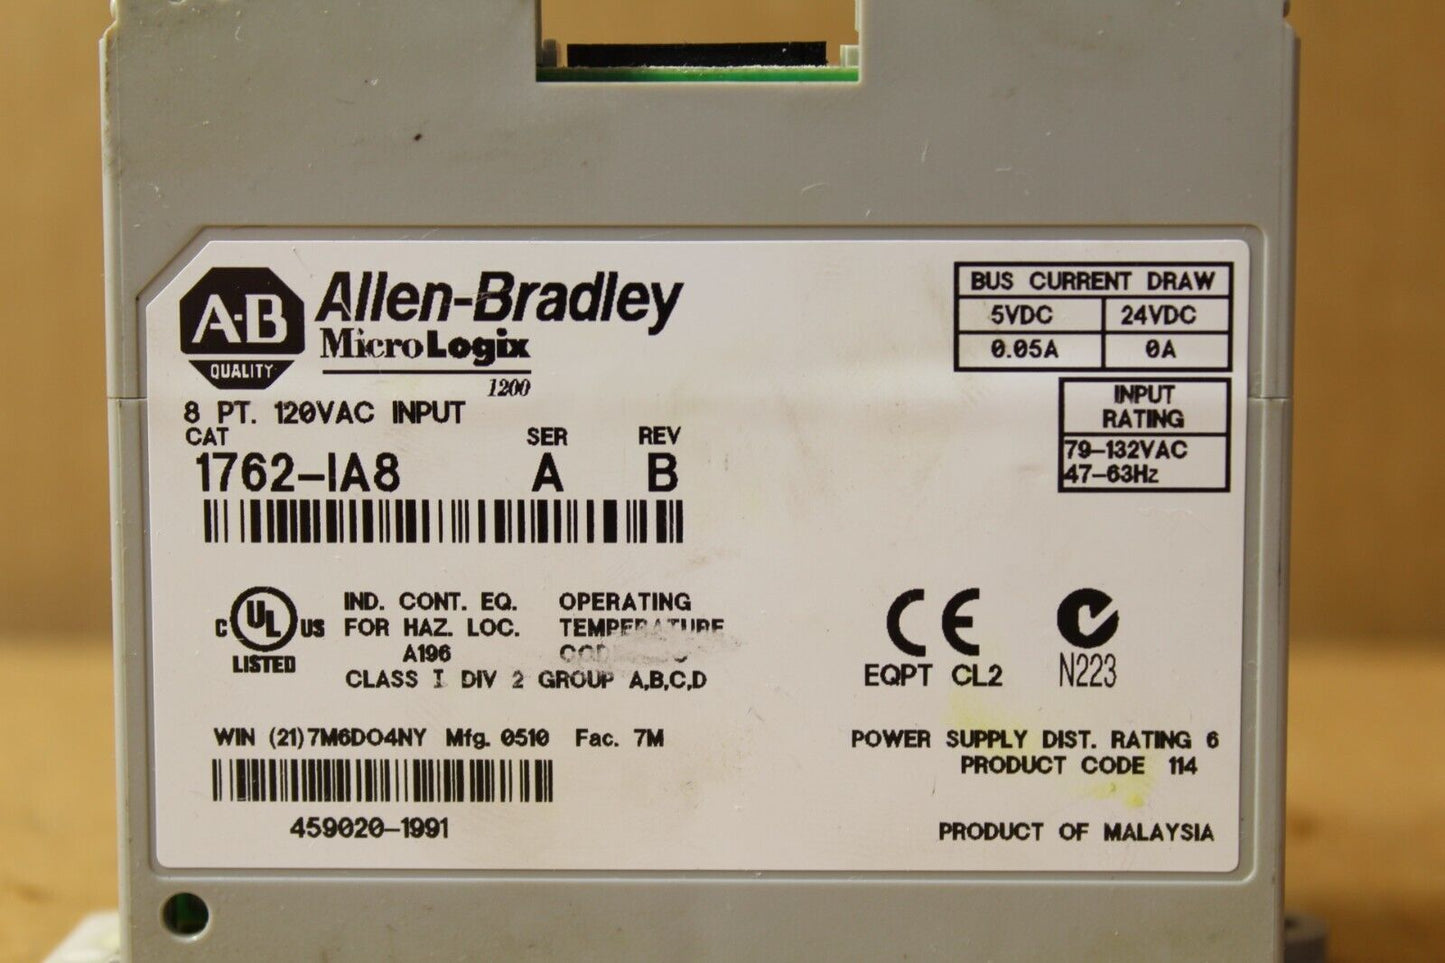 A·B
QUALITY
Allen-Bradley
MicroLogix
1200
8 PT. 120VAC INPUT
CAT SER REV
1762-IA8 A B
BUS CURRENT DRAW
5VDC 24VDC
0.05A 0A
INPUT
RATING
79-132VAC
47-63Hz
C UL US
LISTED
IND. CONT. EQ.
FOR HAZ. LOC.
A196
OPERATING
TEMPERATURE
CLASS I DIV 2 GROUP A,B,C,D
CE
EQPT CL2
N223
WIN (21)7M6DO4NY Mfg. 0510 Fac. 7M
459020-1991
POWER SUPPLY DIST. RATING 6
PRODUCT CODE 114
PRODUCT OF MALAYSIA